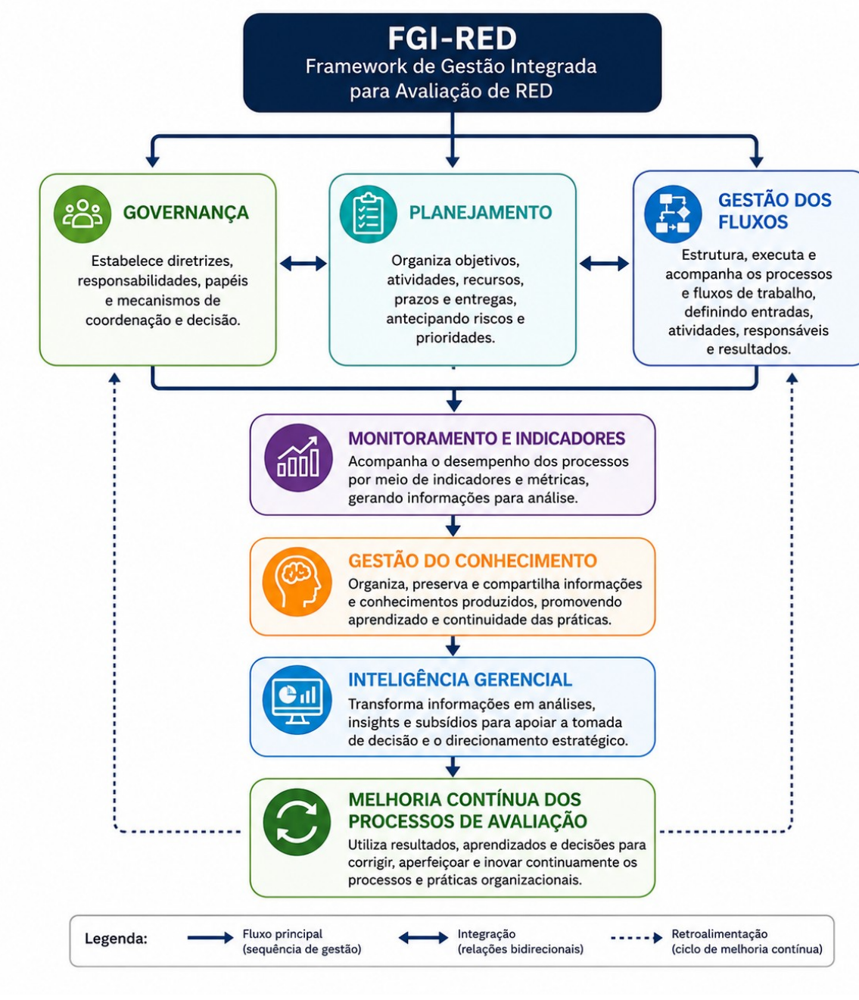 FGI-RED
Framework de Gestão Integrada
para Avaliação de RED
GOVERNANÇA
Estabelece diretrizes,
responsabilidades, papéis
e mecanismos de
coordenação e decisão.
PLANEJAMENTO
Organiza objetivos,
atividades, recursos,
prazos e entregas,
antecipando riscos e
prioridades.
GESTÃO DOS
FLUXOS
Estrutura, executa e
acompanha os processos
e fluxos de trabalho,
definindo entradas,
atividades, responsáveis
e resultados.
MONITORAMENTO E INDICADORES
Acompanha o desempenho dos processos
por meio de indicadores e métricas,
gerando informações para análise.
GESTÃO DO CONHECIMENTO
Organiza, preserva e compartilha informações
e conhecimentos produzidos, promovendo
aprendizado e continuidade das práticas.
INTELIGÊNCIA GERENCIAL
Transforma informações em análises,
insights e subsídios para apoiar a tomada
de decisão e o direcionamento estratégico.
MELHORIA CONTÍNUA DOS
PROCESSOS DE AVALIAÇÃO
Utiliza resultados, aprendizados e decisões para
corrigir, aperfeiçoar e inovar continuamente os
processos e práticas organizacionais.
Legenda:
Fluxo principal
(sequência de gestão)
Integração
(relações bidirecionais)
Retroalimentação
(ciclo de melhoria contínua)